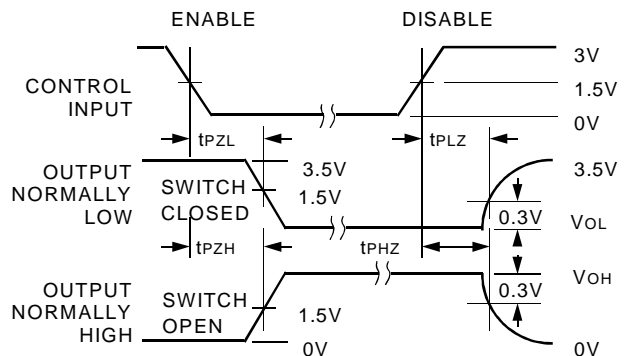 ENABLE DISABLE
CONTROL
INPUT
3V
1.5V
0V
tPZL tPLZ
OUTPUT
NORMALLY
LOW
SWITCH
CLOSED
3.5V
1.5V
3.5V
0.3V
VOL
tPZH tPHZ
OUTPUT
NORMALLY
HIGH
SWITCH
OPEN
1.5V
0V
0.3V
VOH
0V